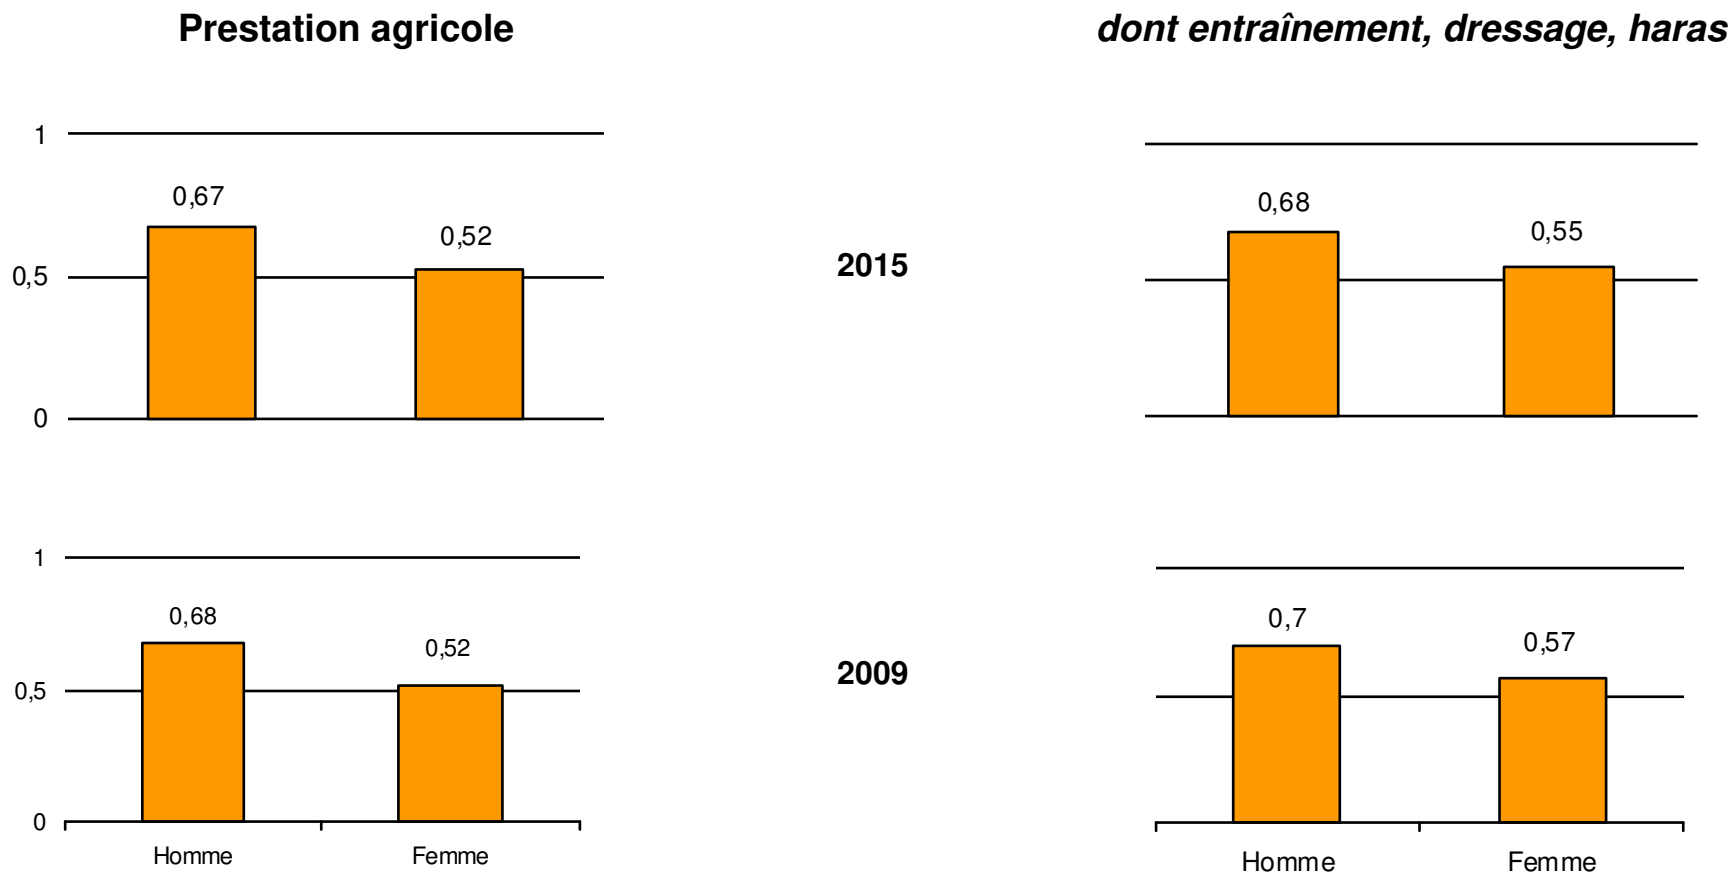 Prestation agricole
dont entraînement, dressage, haras
1
0,67
0,52
0,5
0
2015
0,68
0,55
1
0,68
0,52
0,5
0
Homme
Femme
2009
0,7
0,57
Homme
Femme